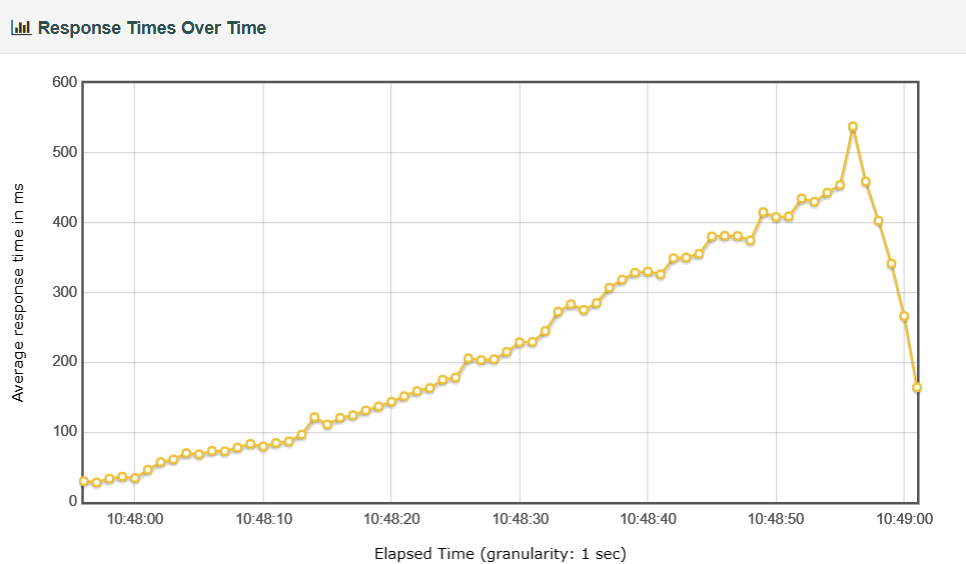 Response Times Over Time
600
500
400
300
200
100
0
Average response time in ms
10:48:00 10:48:10 10:48:20 10:48:30 10:48:40 10:48:50 10:49:00
Elapsed Time (granularity: 1 sec)